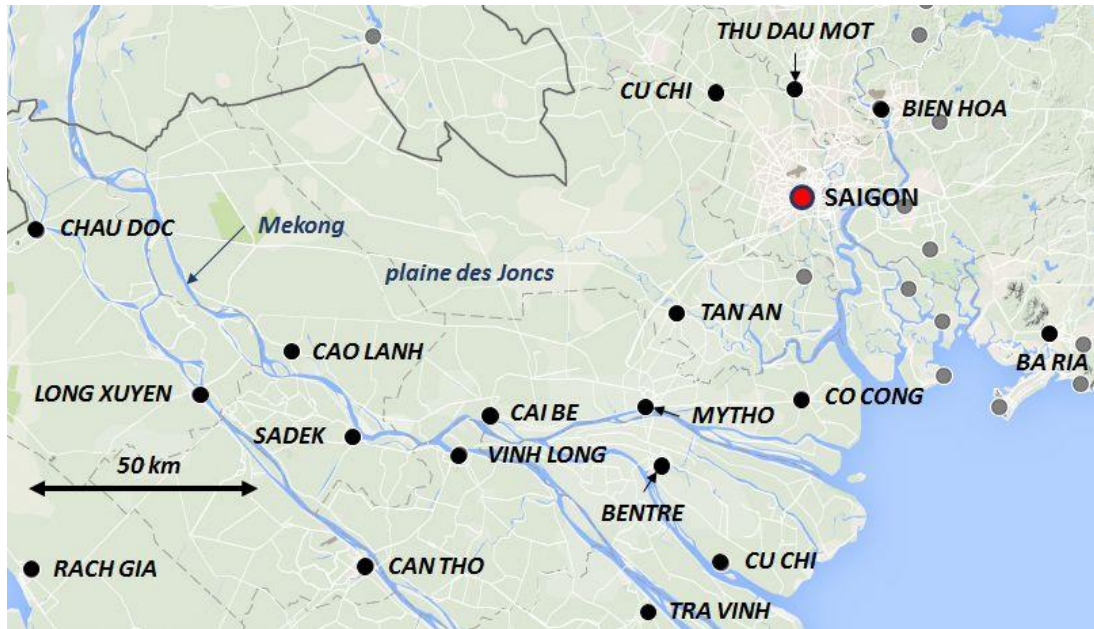 THU DAU MOT
CU CHI
BIEN HOA
SAIGON
CHAU DOC
Mekong
plaine des Joncs
TAN AN
CAO LANH
BA RIA
LONG XUYEN
CAI BE
MYTHO
CO CONG
SADEK
VINH LONG
50 km
BENTRE
RACH GIA
CAN THO
CU CHI
TRA VINH